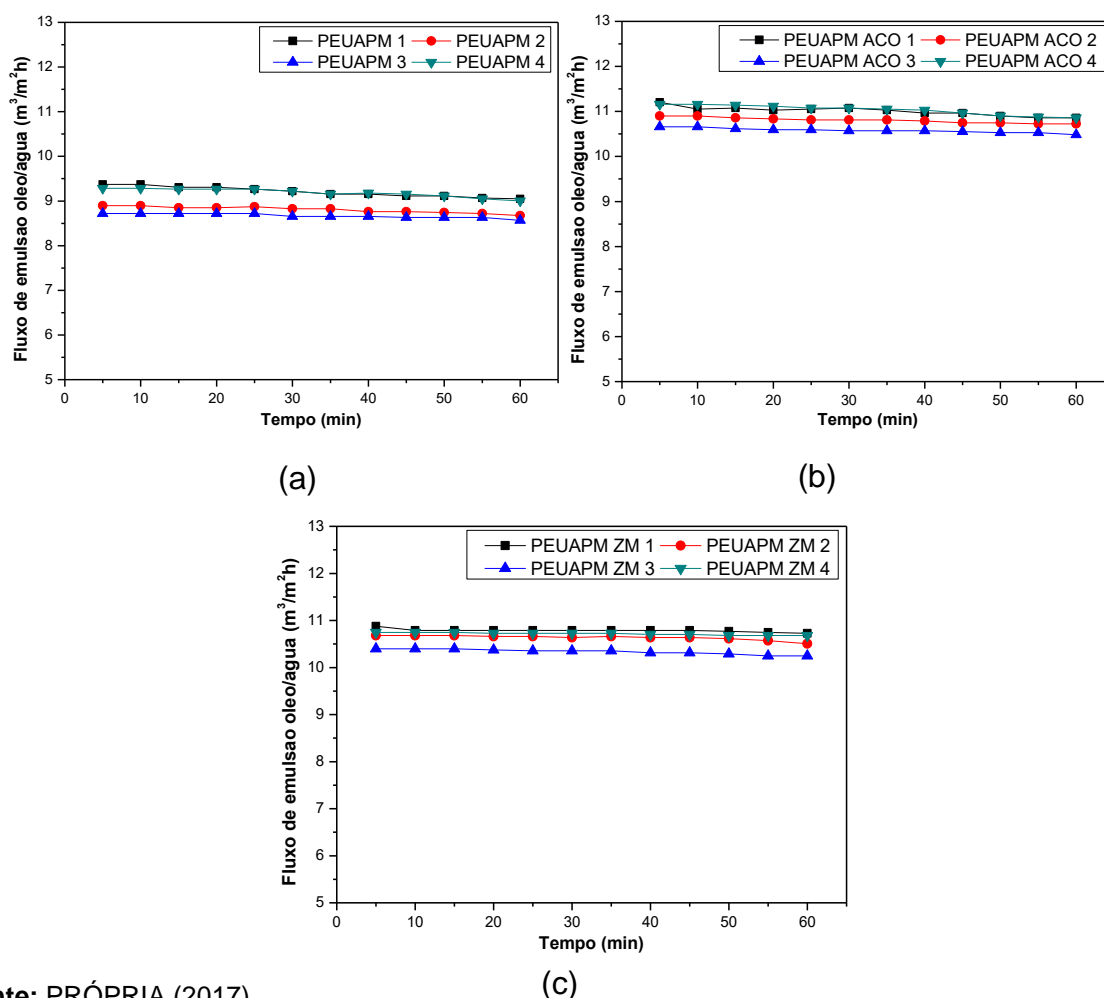 PEUAPM 1 PEUAPM 2
PEUAPM 3 PEUAPM 4
Fluxo de emulsao oleo/agua (m³/m²h)
13
12
11
10
9
8
7
6
5
0 10 20 30 40 50 60
Tempo (min)
(a)
PEUAPM ACO 1 PEUAPM ACO 2
PEUAPM ACO 3 PEUAPM ACO 4
Fluxo de emulsao oleo/agua (m³/m²h)
13
12
11
10
9
8
7
6
5
0 10 20 30 40 50 60
Tempo (min)
(b)
PEUAPM ZM 1 PEUAPM ZM 2
PEUAPM ZM 3 PEUAPM ZM 4
Fluxo de emulsao oleo/agua (m³/m²h)
13
12
11
10
9
8
7
6
5
0 10 20 30 40 50 60
Tempo (min)
(c)
nte: PRÓPRIA (2017)